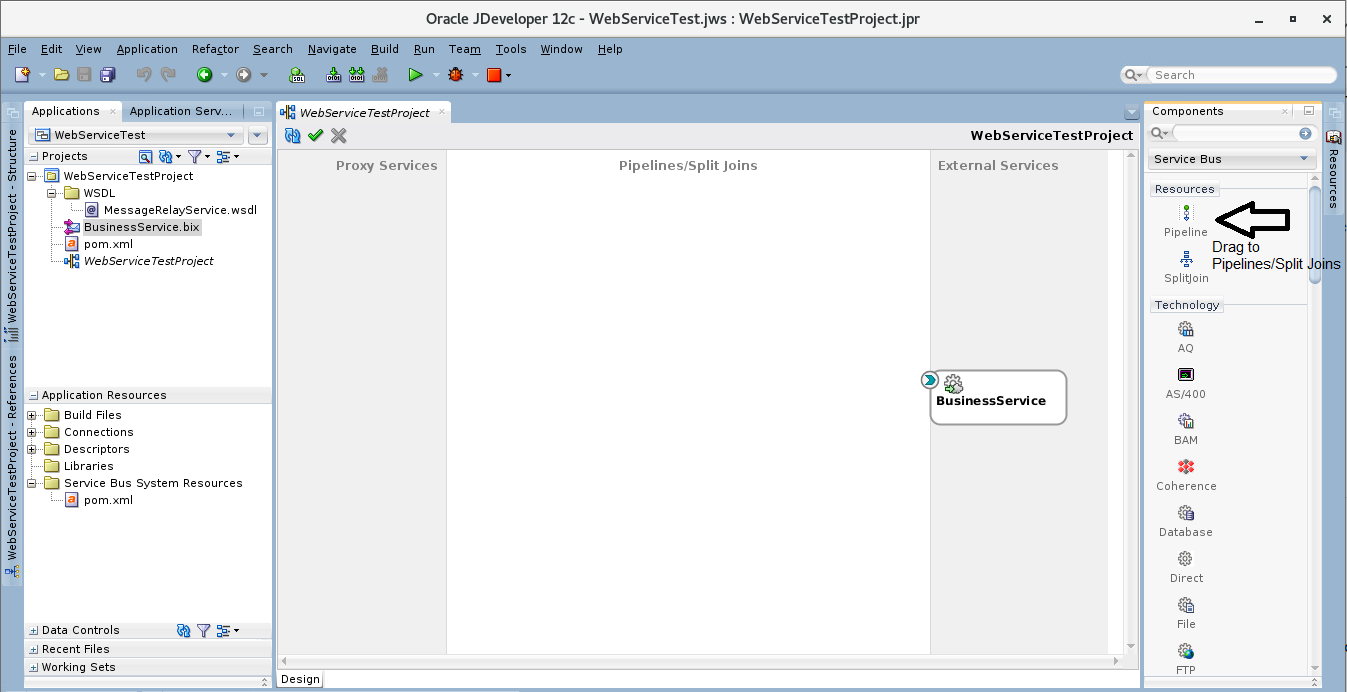 Oracle JDeveloper 12c - WebServiceTest.jws : WebServiceTestProject.jpr
File Edit View Application Refactor Search Navigate Build Run Team Tools Window Help
Search
WebServiceTestProject - Structure
WebServiceTestProject - References
Applications
Application Serv...
WebServiceTest
Projects
WebServiceTestProject
WSDL
MessageRelayService.wsdl
BusinessService.bix
pom.xml
WebServiceTestProject
Application Resources
Build Files
Connections
Descriptors
Libraries
Service Bus System Resources
pom.xml
Data Controls
Recent Files
Working Sets
WebServiceTestProject
WebServiceTestProject
Proxy Services
Pipelines/Split Joins
External Services
BusinessService
Design
Components
Service Bus
Resources
Pipeline
Drag to
Pipelines/Split Joins
SplitJoin
Technology
AQ
AS/400
BAM
Coherence
Database
Direct
File
FTP
Resources